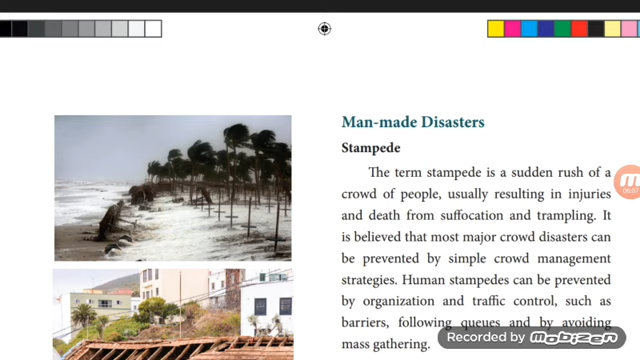 Man-made Disasters
Stampede
The term stampede is a sudden rush of a
crowd of people, usually resulting in injuries
and death from suffocation and trampling. It
is believed that most major crowd disasters can
be prevented by simple crowd management
strategies. Human stampedes can be prevented
by organization and traffic control, such as
barriers, following queues and by avoiding
mass gathering.
Recorded by mobizen